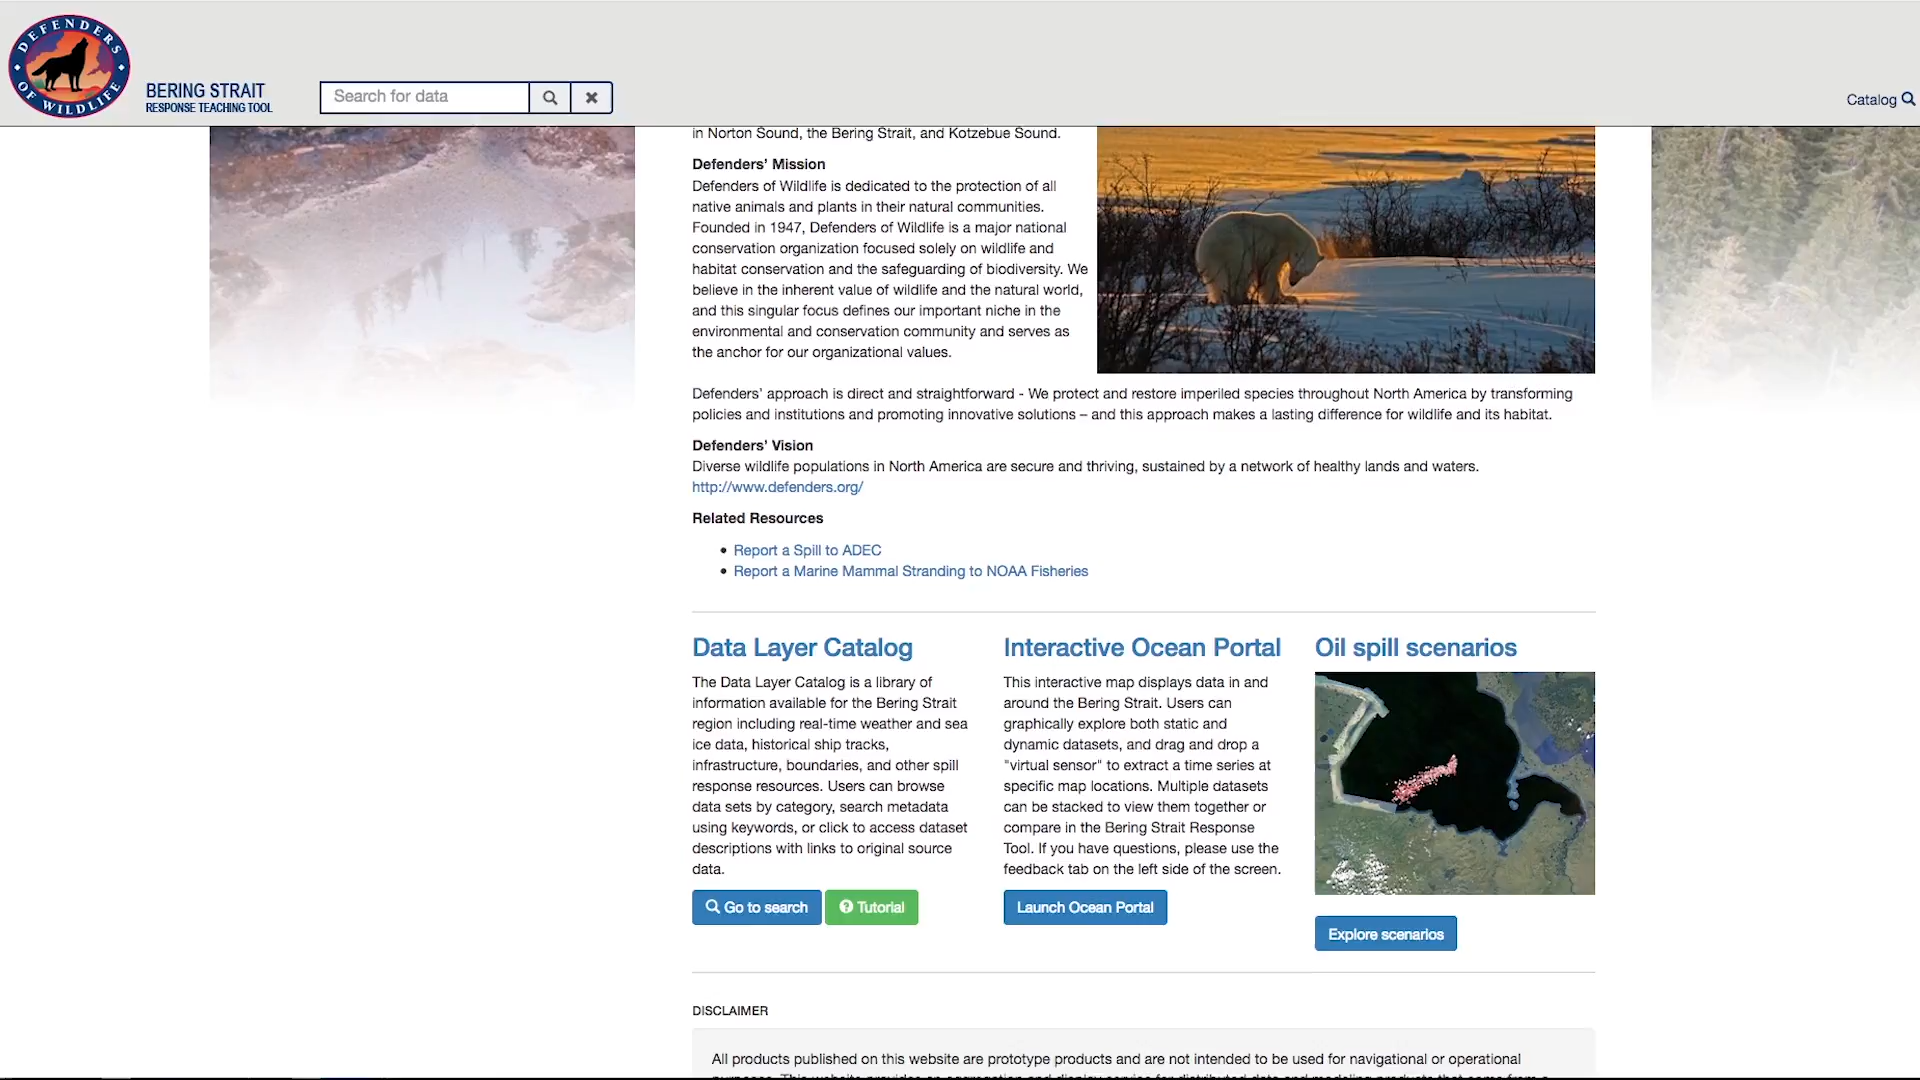 DEFENDERS
OF WILDLIFE
BERING STRAIT
RESPONSE TEACHING TOOL
Search for data
Catalog
in Norton Sound, the Bering Strait, and Kotzebue Sound.
Defenders' Mission
Defenders of Wildlife is dedicated to the protection of all
native animals and plants in their natural communities.
Founded in 1947, Defenders of Wildlife is a major national
conservation organization focused solely on wildlife and
habitat conservation and the safeguarding of biodiversity. We
believe in the inherent value of wildlife and the natural world,
and this singular focus defines our important niche in the
environmental and conservation community and serves as
the anchor for our organizational values.
Defenders' approach is direct and straightforward - We protect and restore imperiled species throughout North America by transforming
policies and institutions and promoting innovative solutions – and this approach makes a lasting difference for wildlife and its habitat.
Defenders' Vision
Diverse wildlife populations in North America are secure and thriving, sustained by a network of healthy lands and waters.
http://www.defenders.org/
Related Resources
• Report a Spill to ADEC
• Report a Marine Mammal Stranding to NOAA Fisheries
Data Layer Catalog
The Data Layer Catalog is a library of
information available for the Bering Strait
region including real-time weather and sea
ice data, historical ship tracks,
infrastructure, boundaries, and other spill
response resources. Users can browse
data sets by category, search metadata
using keywords, or click to access dataset
descriptions with links to original source
data.
Go to search
Tutorial
Interactive Ocean Portal
This interactive map displays data in and
around the Bering Strait. Users can
graphically explore both static and
dynamic datasets, and drag and drop a
"virtual sensor" to extract a time series at
specific map locations. Multiple datasets
can be stacked to view them together or
compare in the Bering Strait Response
Tool. If you have questions, please use the
feedback tab on the left side of the screen.
Launch Ocean Portal
Oil spill scenarios
Explore scenarios
DISCLAIMER
All products published on this website are prototype products and are not intended to be used for navigational or operational